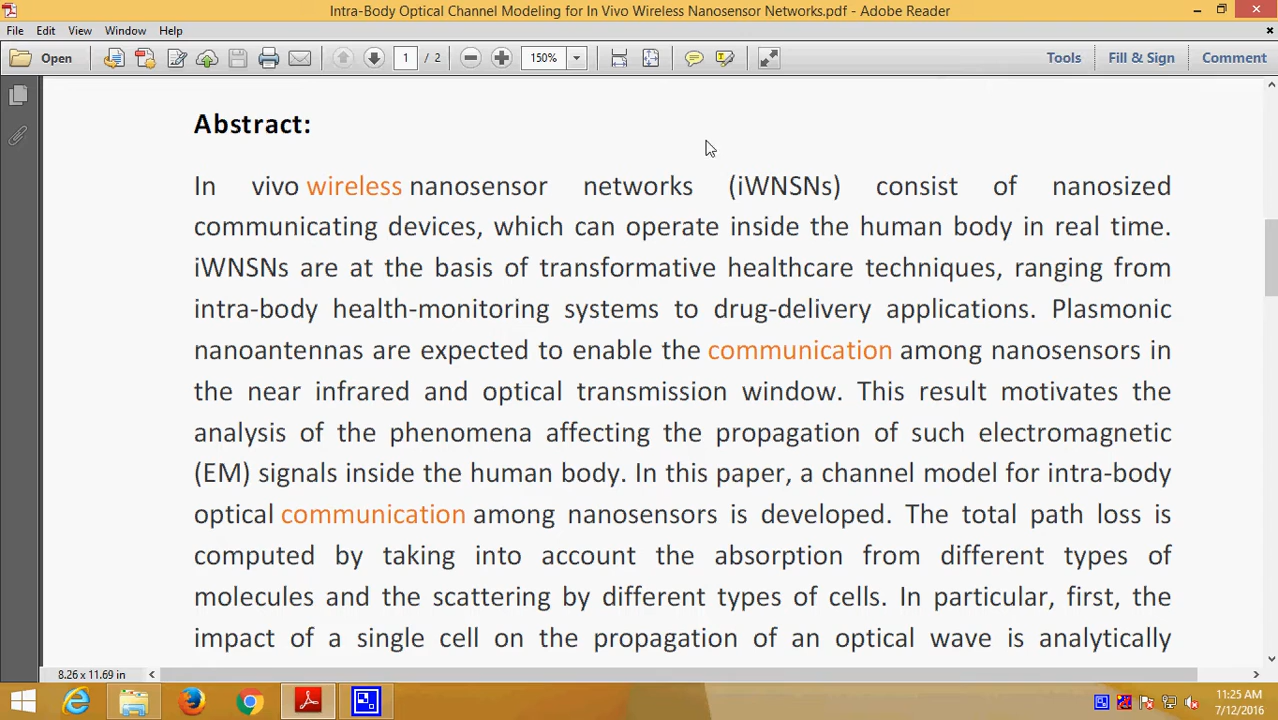 Intra-Body Optical Channel Modeling for In Vivo Wireless Nanosensor Networks.pdf - Adobe Reader
File Edit View Window Help
Open 1 / 2 150% Tools Fill & Sign Comment
Abstract:
In vivo wireless nanosensor networks (iWNSNs) consist of nanosized
communicating devices, which can operate inside the human body in real time.
iWNSNs are at the basis of transformative healthcare techniques, ranging from
intra-body health-monitoring systems to drug-delivery applications. Plasmonic
nanoantennas are expected to enable the communication among nanosensors in
the near infrared and optical transmission window. This result motivates the
analysis of the phenomena affecting the propagation of such electromagnetic
(EM) signals inside the human body. In this paper, a channel model for intra-body
optical communication among nanosensors is developed. The total path loss is
computed by taking into account the absorption from different types of
molecules and the scattering by different types of cells. In particular, first, the
impact of a single cell on the propagation of an optical wave is analytically
8.26 x 11.69 in
11:25 AM
7/12/2016